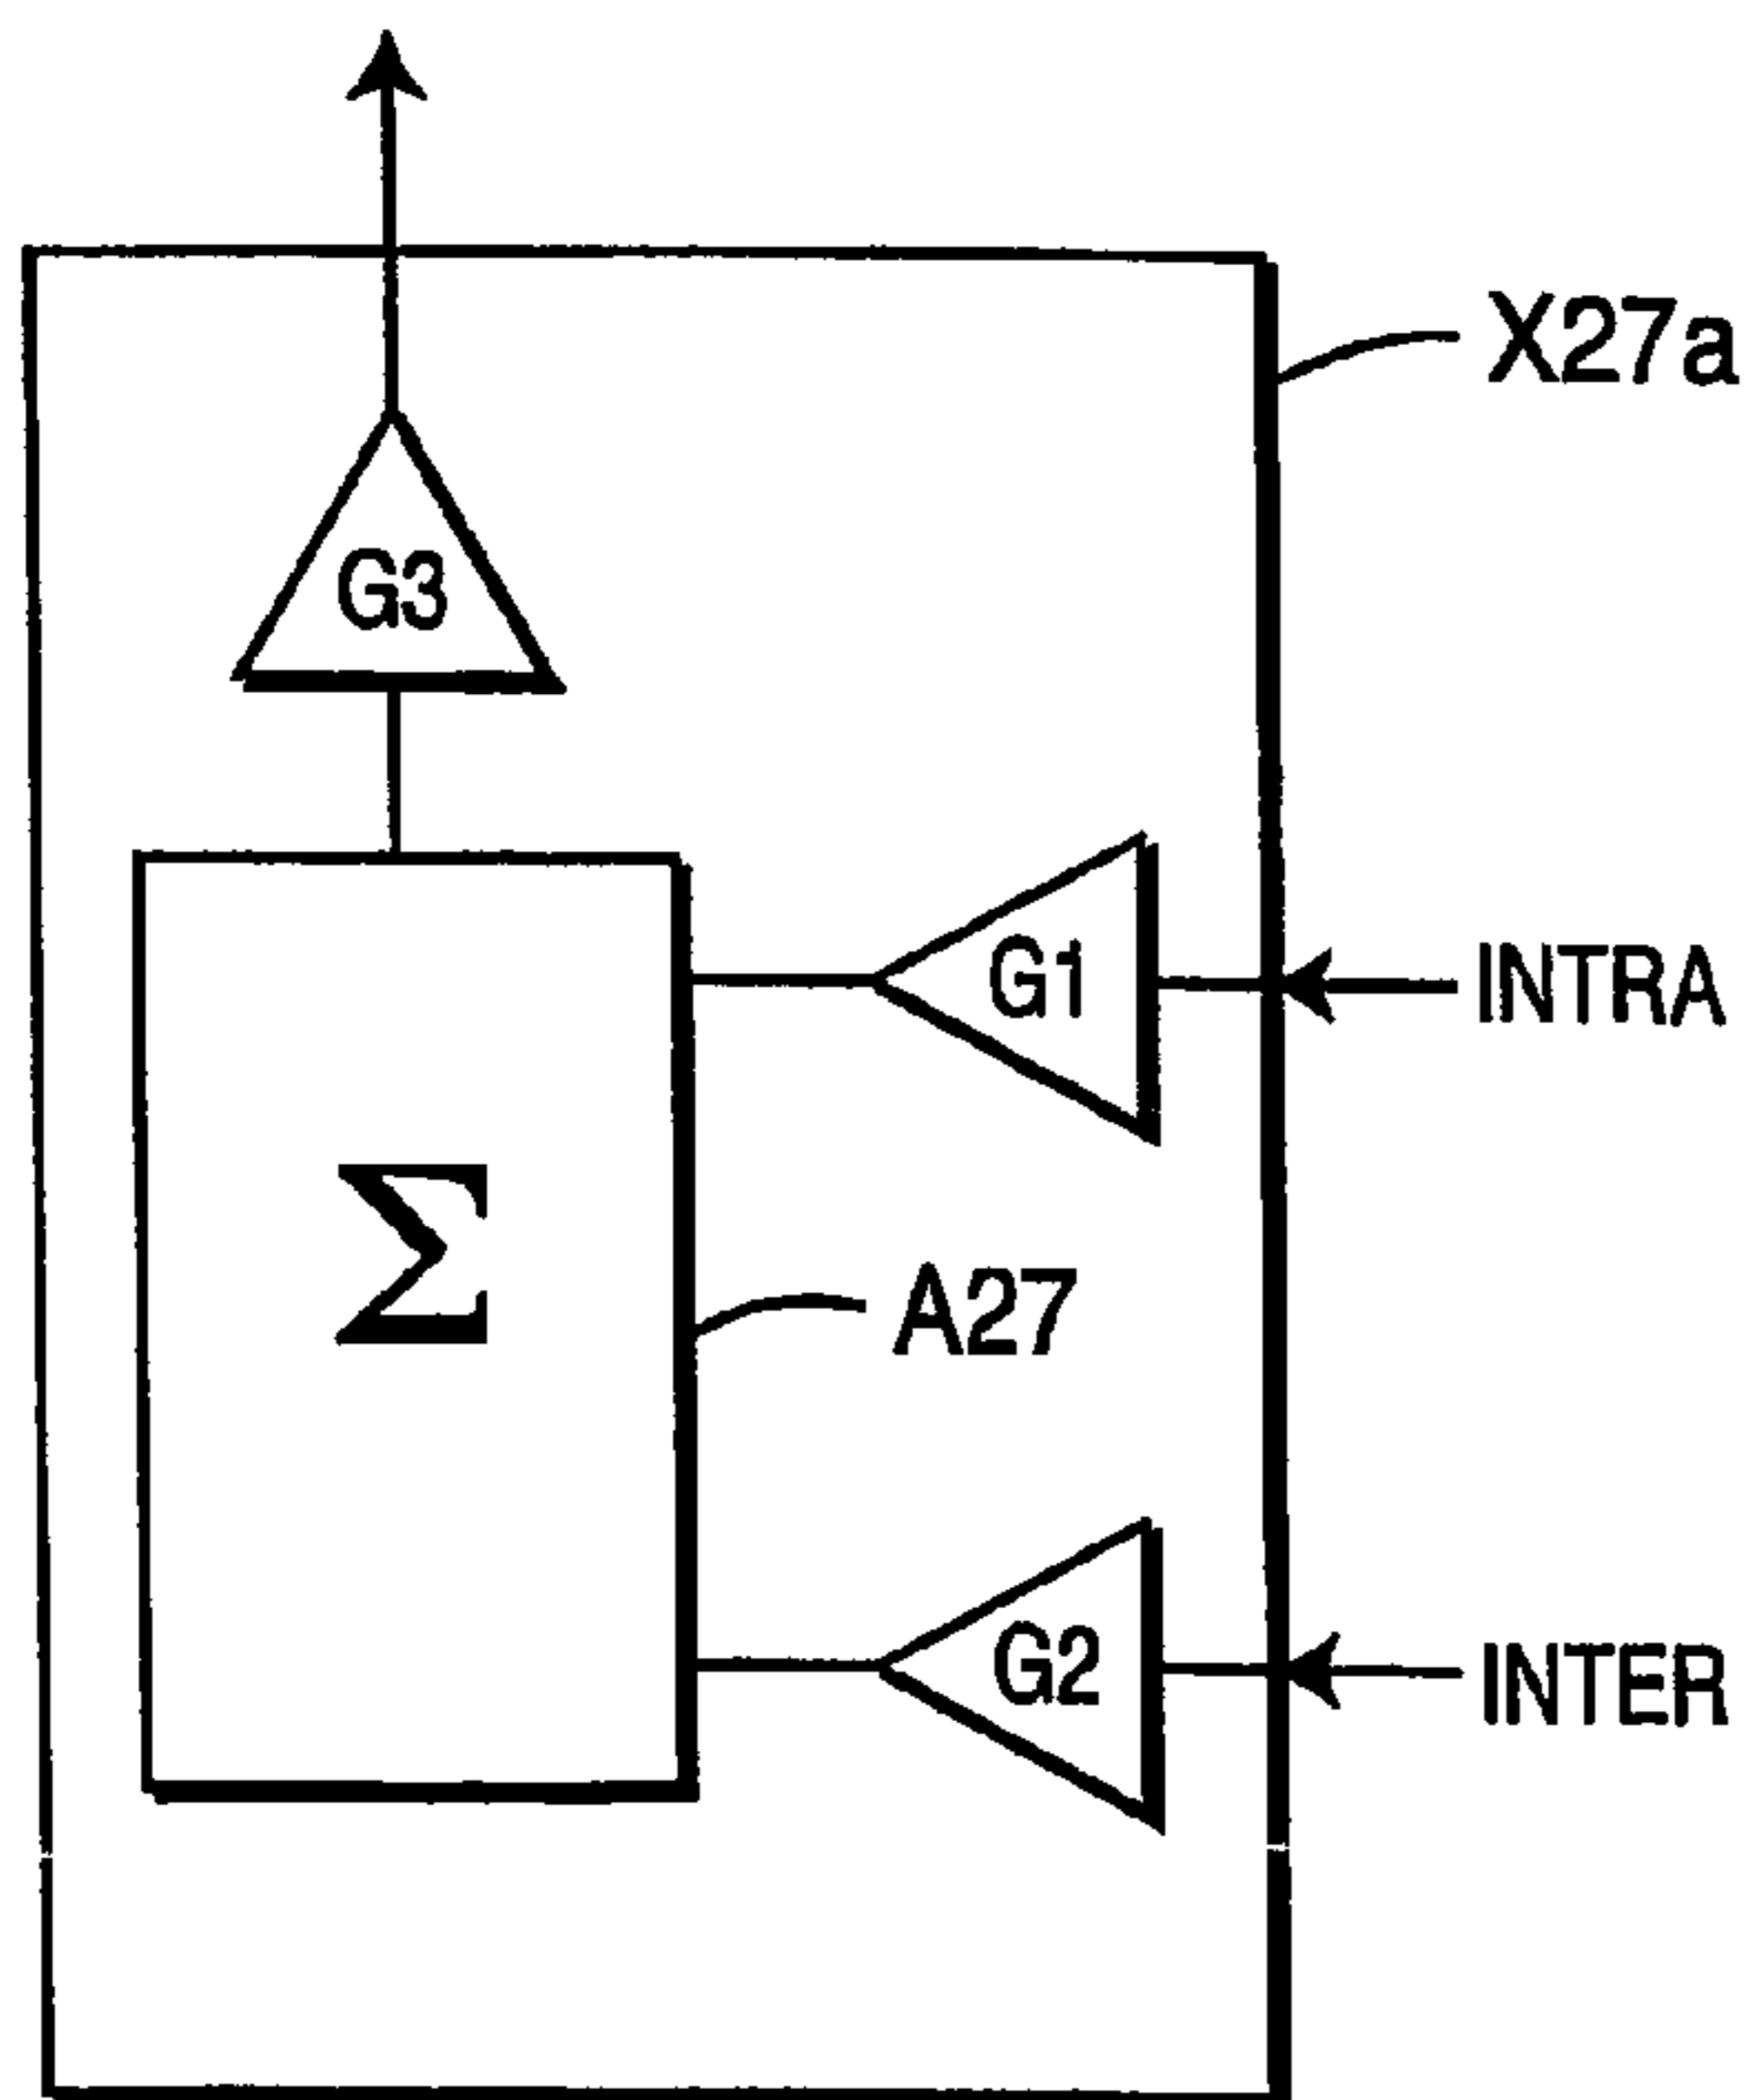 X27a
G3
G1
INTRA
Σ
A27
G2
INTER